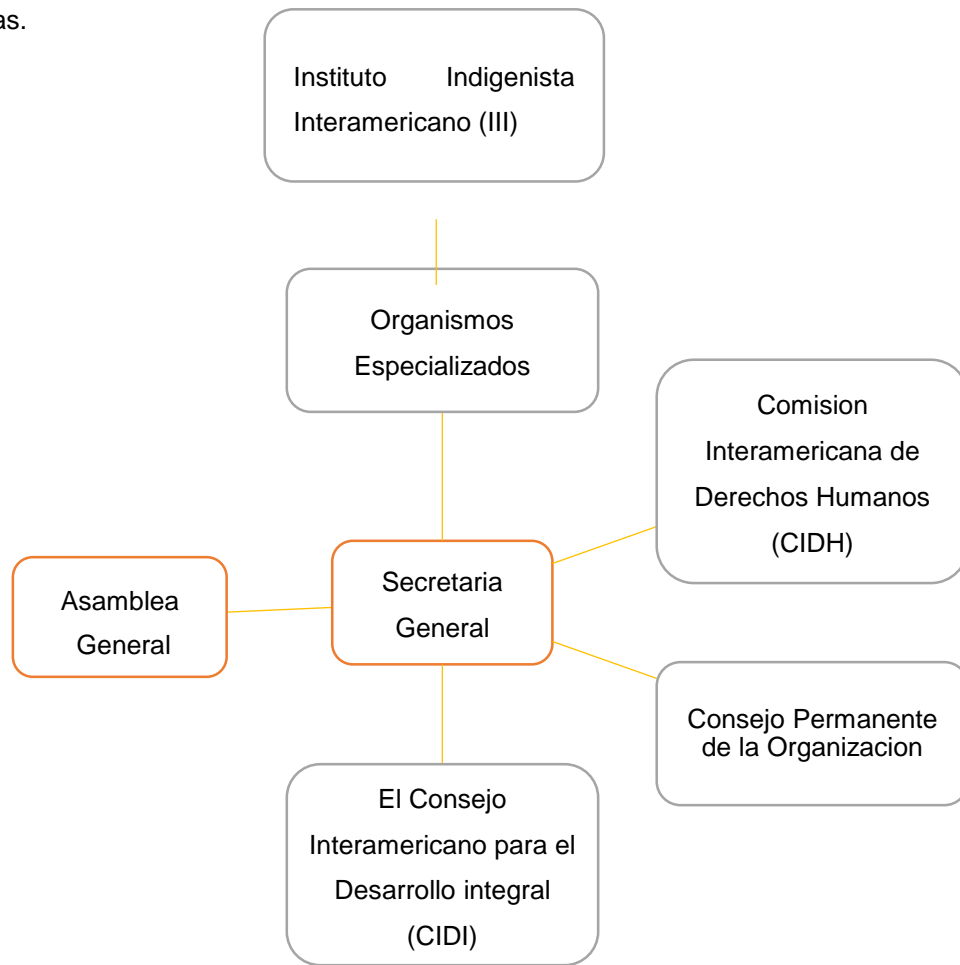 as.
Instituto Indigenista
Interamericano (III)
Organismos
Especializados
Comision
Interamericana de
Derechos Humanos
(CIDH)
Asamblea
General
Secretaria
General
Consejo Permanente
de la Organizacion
El Consejo
Interamericano para el
Desarrollo integral
(CIDI)